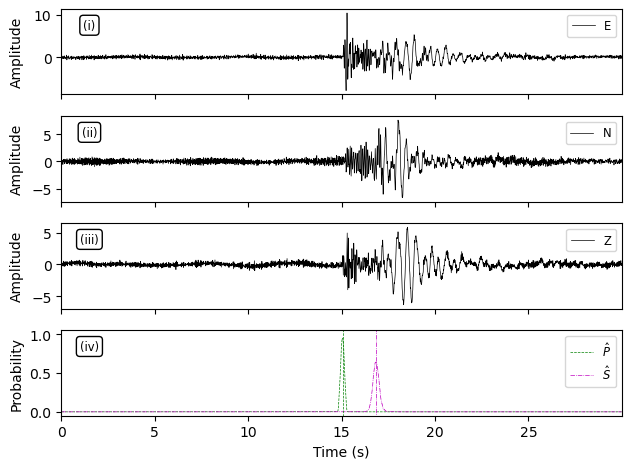 10
0
Amplitude
(i)
E
5
0
−5
Amplitude
(ii)
N
5
0
−5
Amplitude
(iii)
Z
1.0
0.5
0.0
Probability
(iv)
P̂
Ŝ
0 5 10 15 20 25
Time (s)